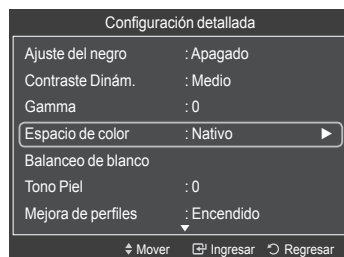 Configuración detallada
Ajuste del negro : Apagado
Contraste Dinám. : Medio
Gamma : 0
Espacio de color : Nativo
Balanceo de blanco
Tono Piel : 0
Mejora de perfiles : Encendido
Mover Ingresar Regresar